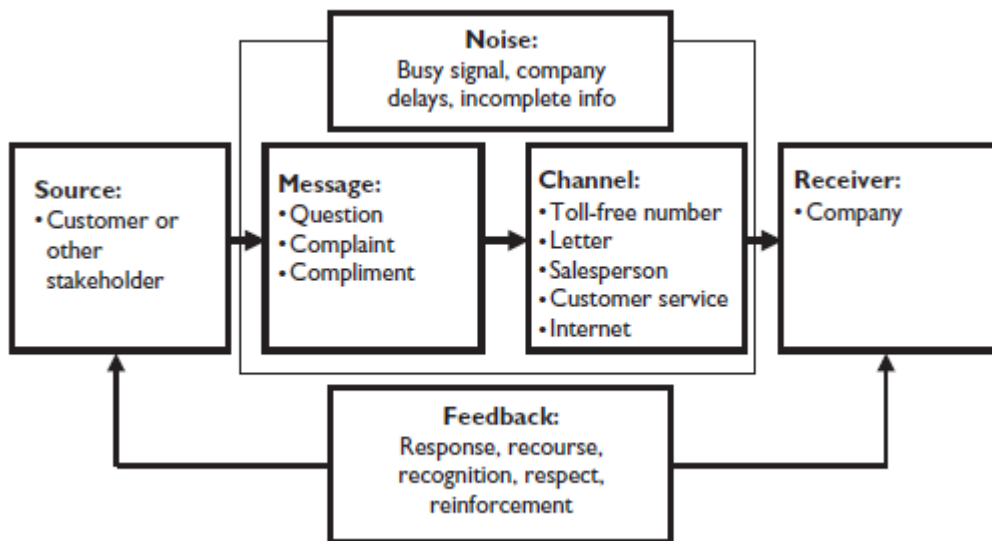 Noise:
Busy signal, company
delays, incomplete info
Source:
• Customer or
other
stakeholder
Message:
• Question
• Complaint
• Compliment
Channel:
• Toll-free number
• Letter
• Salesperson
• Customer service
• Internet
Receiver:
• Company
Feedback:
Response, recourse,
recognition, respect,
reinforcement